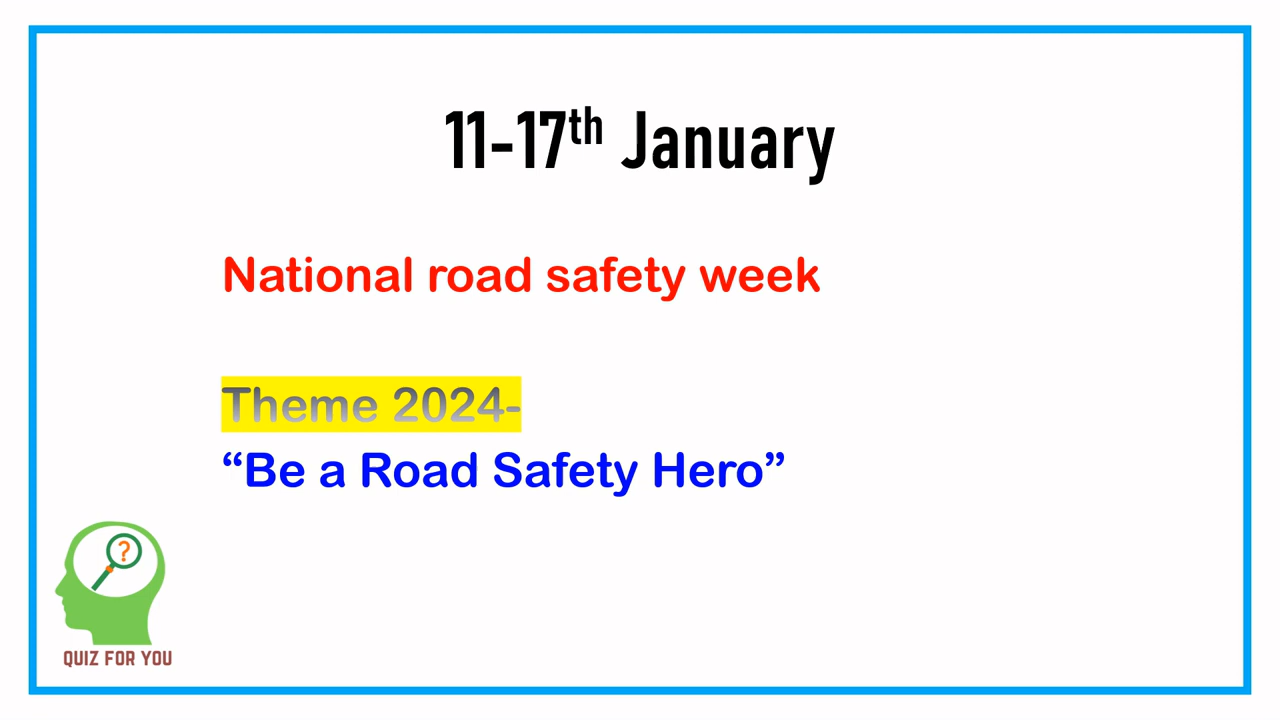 11-17th January
National road safety week
Theme 2024-
“Be a Road Safety Hero”
?
QUIZ FOR YOU